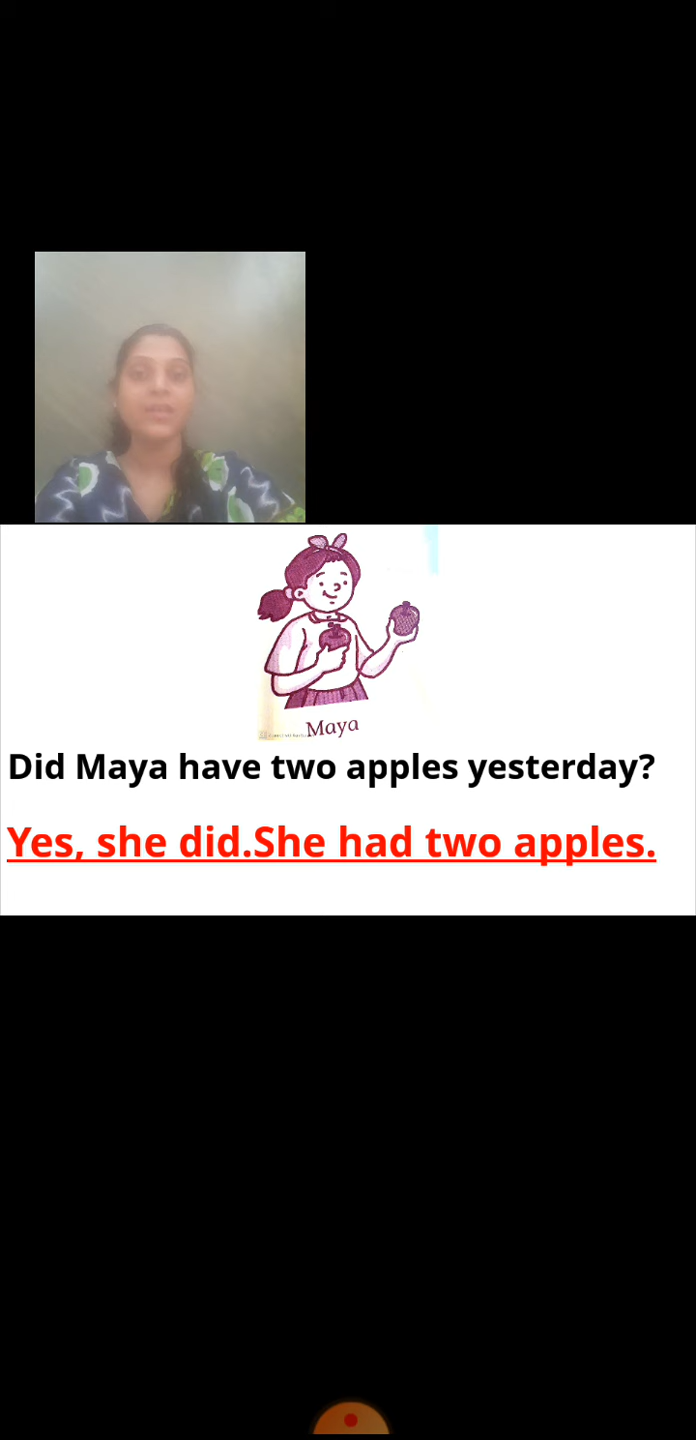 Maya
Did Maya have two apples yesterday?
Yes, she did.She had two apples.